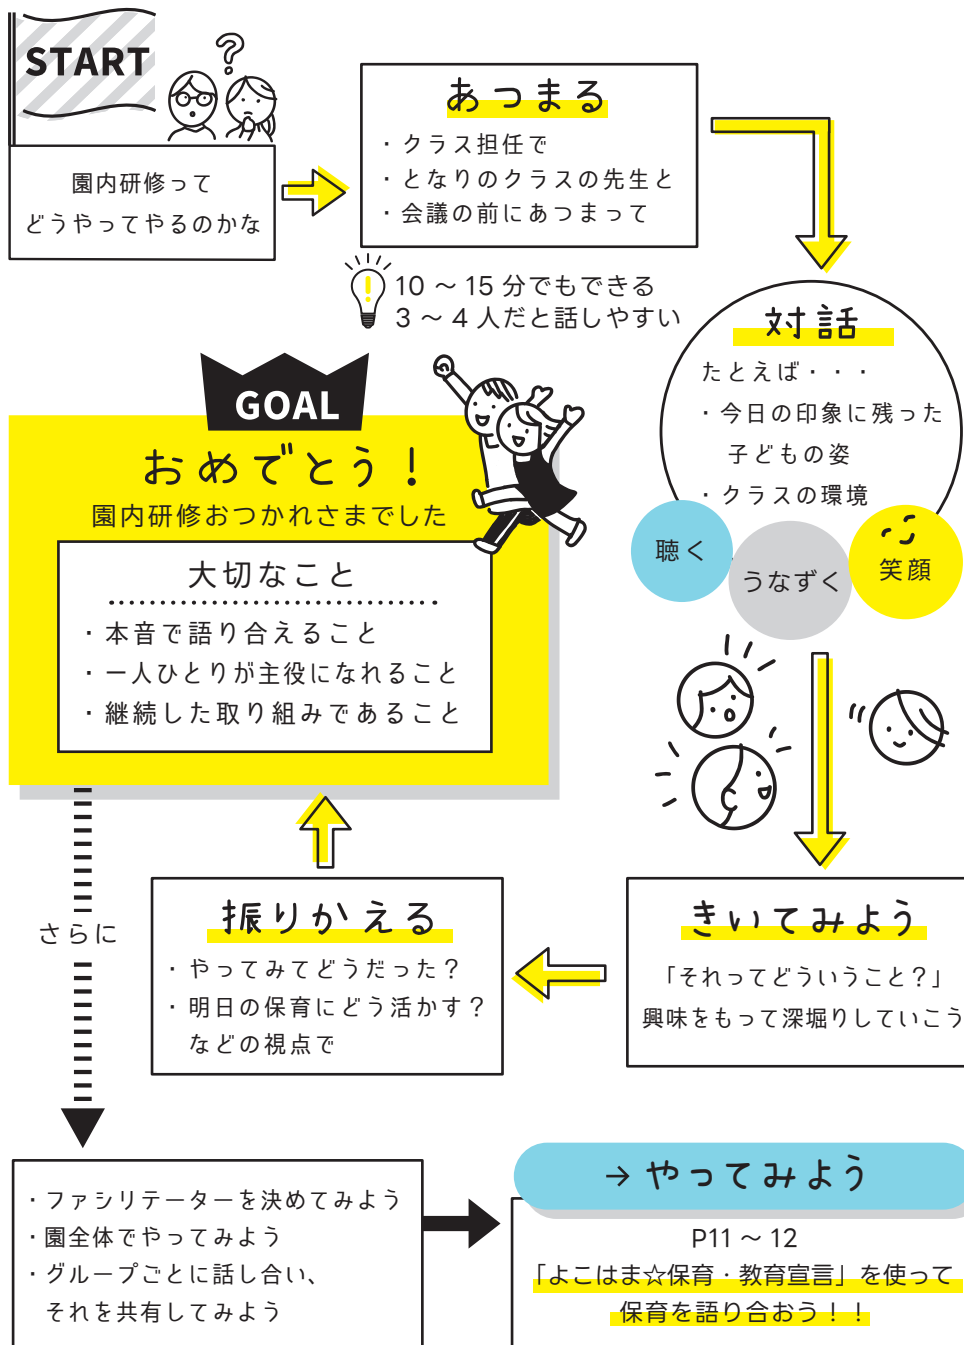 START
?
園内研修って
どうやってやるのかな
あつまる
・クラス担任で
・となりのクラスの先生と
・会議の前にあつまって
!
10 〜 15 分でもできる
3 〜 4 人だと話しやすい
対話
たとえば・・・
・今日の印象に残った
子どもの姿
・クラスの環境
聴く
うなずく
笑顔
きいてみよう
「それってどういうこと？」
興味をもって深堀りしていこう
振りかえる
・やってみてどうだった？
・明日の保育にどう活かす？
などの視点で
GOAL
おめでとう！
園内研修おつかれさまでした
大切なこと
・本音で語り合えること
・一人ひとりが主役になれること
・継続した取り組みであること
さらに
・ファシリテーターを決めてみよう
・園全体でやってみよう
・グループごとに話し合い、
それを共有してみよう
→ やってみよう
P11 〜 12
「よこはま☆保育・教育宣言」を使って
保育を語り合おう！！